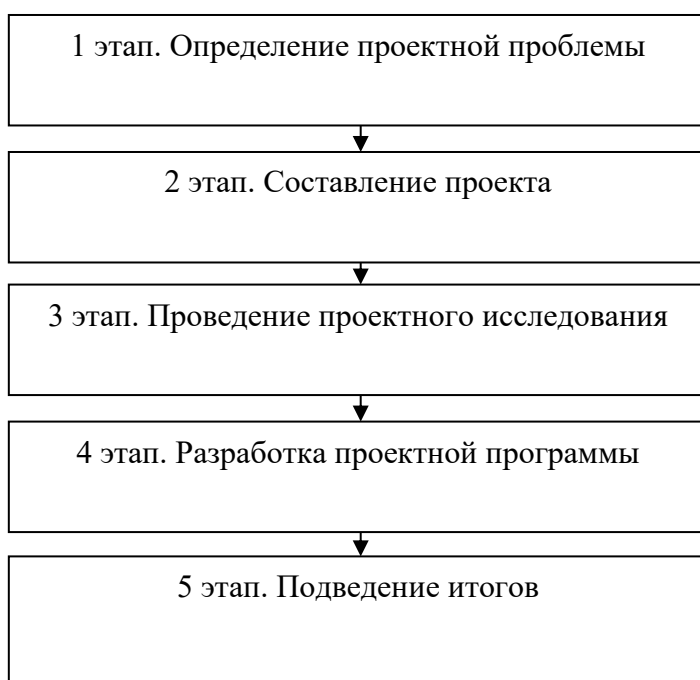 1 этап. Определение проектной проблемы
2 этап. Составление проекта
3 этап. Проведение проектного исследования
4 этап. Разработка проектной программы
5 этап. Подведение итогов